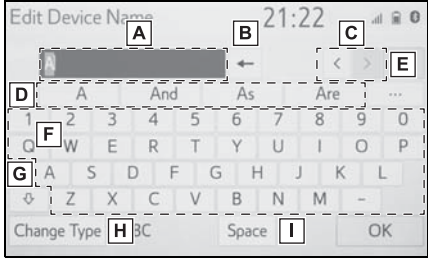 Edit Device Name 21:22
A B C
A ← < > E
D A And As Are ...
1 2 3 4 5 6 7 8 9 0
F
Q W E R T Y U I O P
G A S D F G H J K L
Z X C V B N M -
Change Type H BC Space I OK